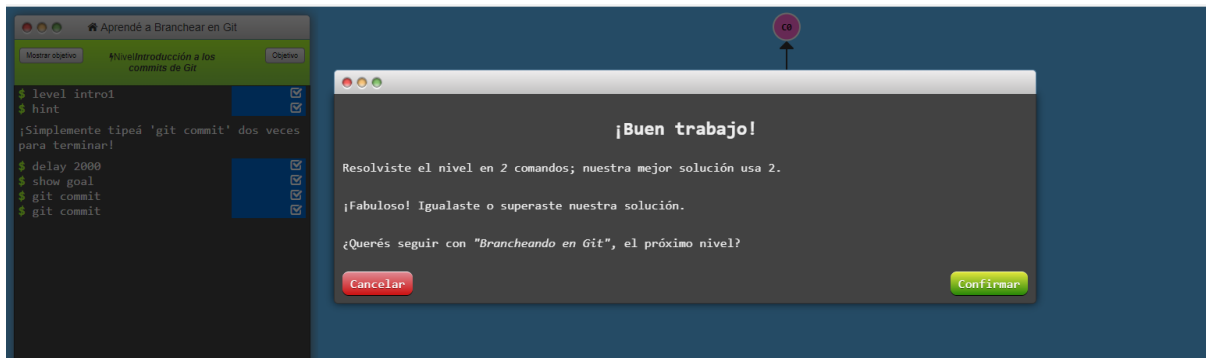 Aprendé a Branchear en Git
Mostrar objetivo
NivelIntroducción a los
commits de Git
Objetivo
$ level intro1
$ hint
¡Simplemente tipeá 'git commit' dos veces
para terminar!
$ delay 2000
$ show goal
$ git commit
$ git commit
C0
¡Buen trabajo!
Resolviste el nivel en 2 comandos; nuestra mejor solución usa 2.
¡Fabuloso! Igualaste o superaste nuestra solución.
¿Querés seguir con "Brancheando en Git", el próximo nivel?
Cancelar
Confirmar